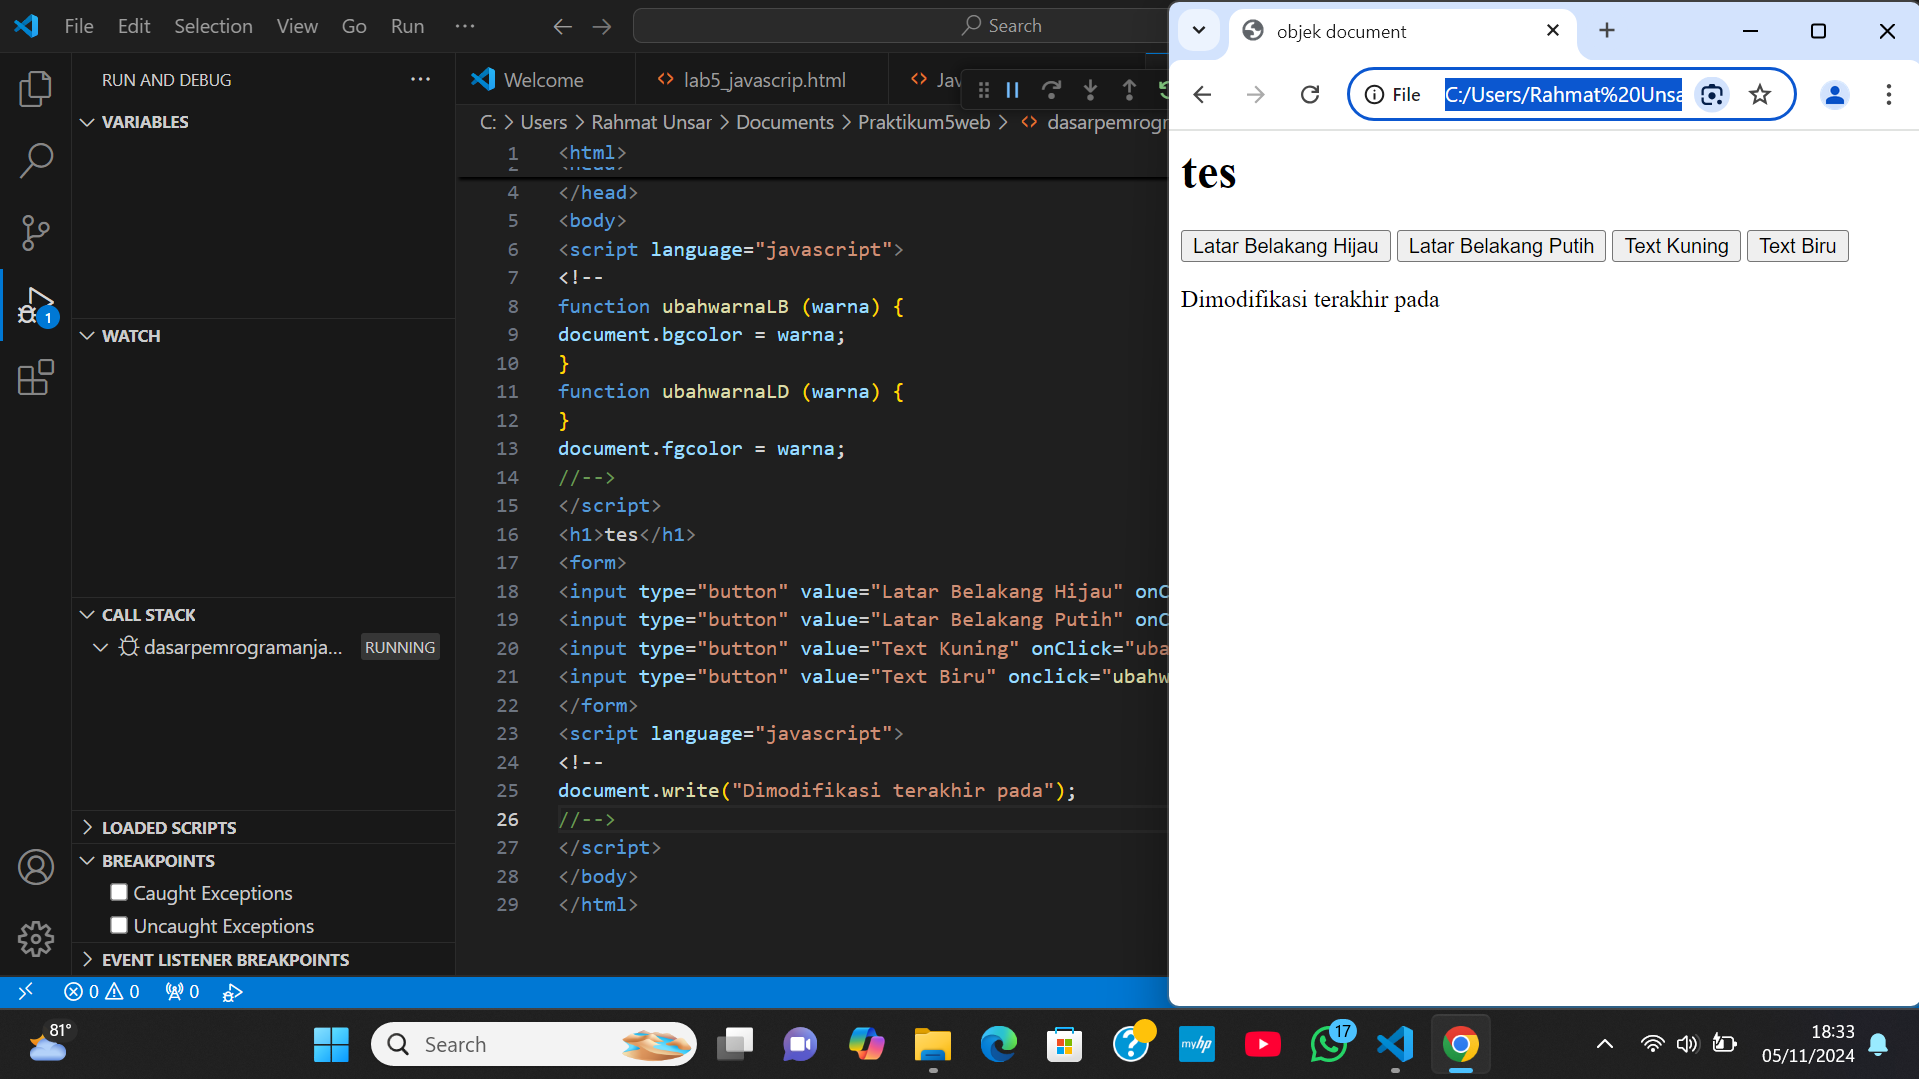 File Edit Selection View Go Run ··· Search
RUN AND DEBUG ···
VARIABLES
WATCH
CALL STACK
dasarpemrogramanja... RUNNING
LOADED SCRIPTS
BREAKPOINTS
Caught Exceptions
Uncaught Exceptions
EVENT LISTENER BREAKPOINTS
Welcome lab5_javascrip.html Jav
C: > Users > Rahmat Unsar > Documents > Praktikum5web > dasarpemrogr
1 <html>
2 <head>
4 </head>
5 <body>
6 <script language="javascript">
7 <!--
8 function ubahwarnaLB (warna) {
9 document.bgcolor = warna;
10 }
11 function ubahwarnaLD (warna) {
12 }
13 document.fgcolor = warna;
14 //-->
15 </script>
16 <h1>tes</h1>
17 <form>
18 <input type="button" value="Latar Belakang Hijau" onC
19 <input type="button" value="Latar Belakang Putih" onC
20 <input type="button" value="Text Kuning" onClick="uba
21 <input type="button" value="Text Biru" onclick="ubahw
22 </form>
23 <script language="javascript">
24 <!--
25 document.write("Dimodifikasi terakhir pada");
26 //-->
27 </script>
28 </body>
29 </html>
objek document
File C:/Users/Rahmat%20Unsa
tes
Latar Belakang Hijau Latar Belakang Putih Text Kuning Text Biru
Dimodifikasi terakhir pada
1
0 0 0
81°
Search
myhp
17
18:33
05/11/2024